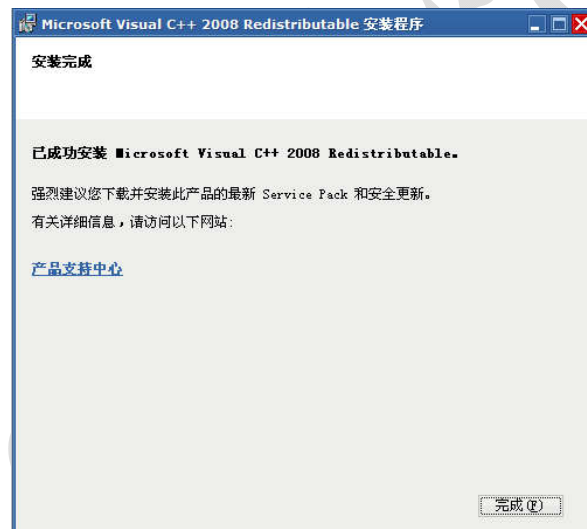 Microsoft Visual C++ 2008 Redistributable 安装程序
安装完成
已成功安装 Microsoft Visual C++ 2008 Redistributable。
强烈建议您下载并安装此产品的最新 Service Pack 和安全更新。
有关详细信息，请访问以下网站:
产品支持中心
完成(F)